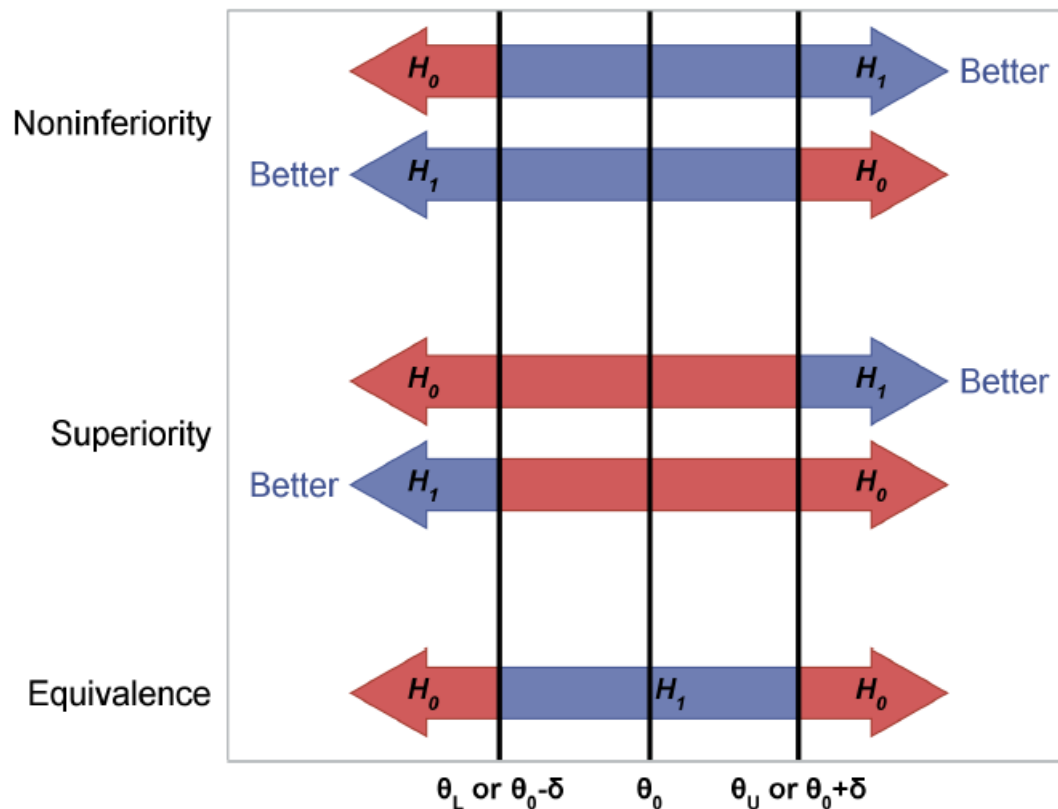 H₀ H₁ Better
Noninferiority
Better H₁ H₀
H₀ H₁ Better
Superiority
Better H₁ H₀
Equivalence H₀ H₁ H₀
θL or θ₀-δ θ₀ θU or θ₀+δ